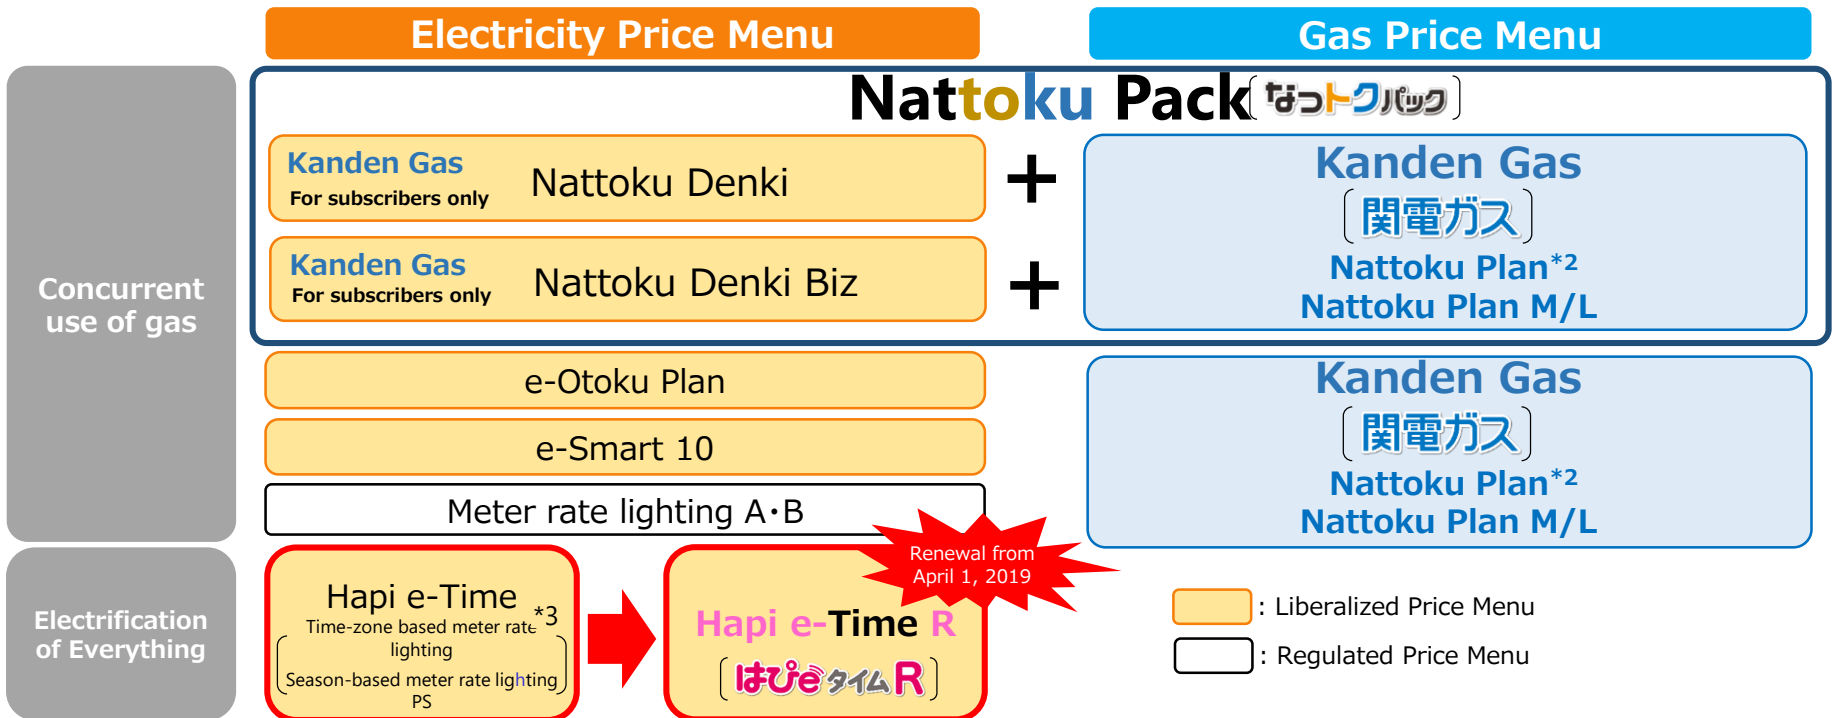 Electricity Price Menu
Gas Price Menu
Concurrent
use of gas
Nattoku Pack
なっトクパック
Kanden Gas
For subscribers only
Nattoku Denki
+
Kanden Gas
関電ガス
Nattoku Plan*2
Nattoku Plan M/L
Kanden Gas
For subscribers only
Nattoku Denki Biz
+
e-Otoku Plan
e-Smart 10
Meter rate lighting A・B
Kanden Gas
関電ガス
Nattoku Plan*2
Nattoku Plan M/L
Electrification
of Everything
Hapi e-Time
*3
Time-zone based meter rate
lighting
Season-based meter rate lighting
PS
Renewal from
April 1, 2019
Hapi e-Time R
はぴeタイムR
: Liberalized Price Menu
: Regulated Price Menu